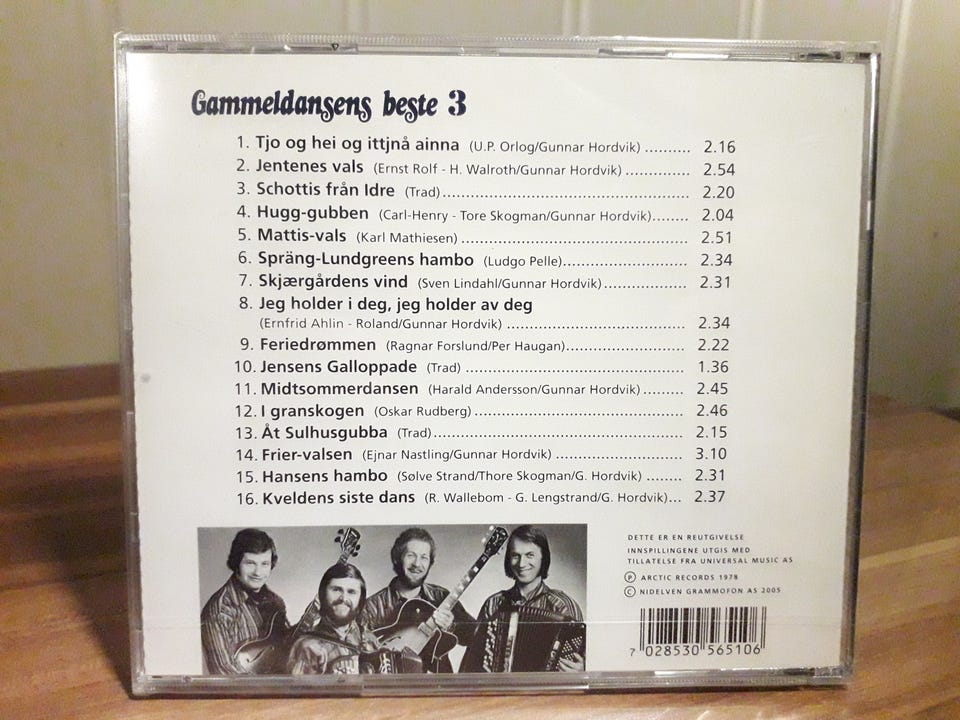 Gammeldansens beste 3
1. Tjo og hei og ittjnå ainna (U.P. Orlog/Gunnar Hordvik) .......... 2.16
2. Jentenes vals (Ernst Rolf - H. Walroth/Gunnar Hordvik) .............. 2.54
3. Schottis från Idre (Trad)............................................................ 2.20
4. Hugg-gubben (Carl-Henry - Tore Skogman/Gunnar Hordvik)........ 2.04
5. Mattis-vals (Karl Mathiesen) .................................................... 2.51
6. Spräng-Lundgreens hambo (Ludgo Pelle)............................. 2.34
7. Skjærgårdens vind (Sven Lindahl/Gunnar Hordvik)................... 2.31
8. Jeg holder i deg, jeg holder av deg
(Ernfrid Ahlin - Roland/Gunnar Hordvik) ......................................... 2.34
9. Feriedrømmen (Ragnar Forslund/Per Haugan)........................... 2.22
10. Jensens Galloppade (Trad) .................................................. 1.36
11. Midtsommerdansen (Harald Andersson/Gunnar Hordvik)......... 2.45
12. I granskogen (Oskar Rudberg) ................................................ 2.46
13. Åt Sulhusgubba (Trad)......................................................... 2.15
14. Frier-valsen (Ejnar Nastling/Gunnar Hordvik) ............................. 3.10
15. Hansens hambo (Sølve Strand/Thore Skogman/G. Hordvik) ........ 2.31
16. Kveldens siste dans (R. Wallebom - G. Lengstrand/G. Hordvik)... 2.37
DETTE ER EN REUTGIVELSE
INNSPILLINGENE UTGIS MED
TILLATELSE FRA UNIVERSAL MUSIC AS
Ⓟ ARCTIC RECORDS 1978
© NIDELVEN GRAMMOFON AS 2005
7 028530 565106